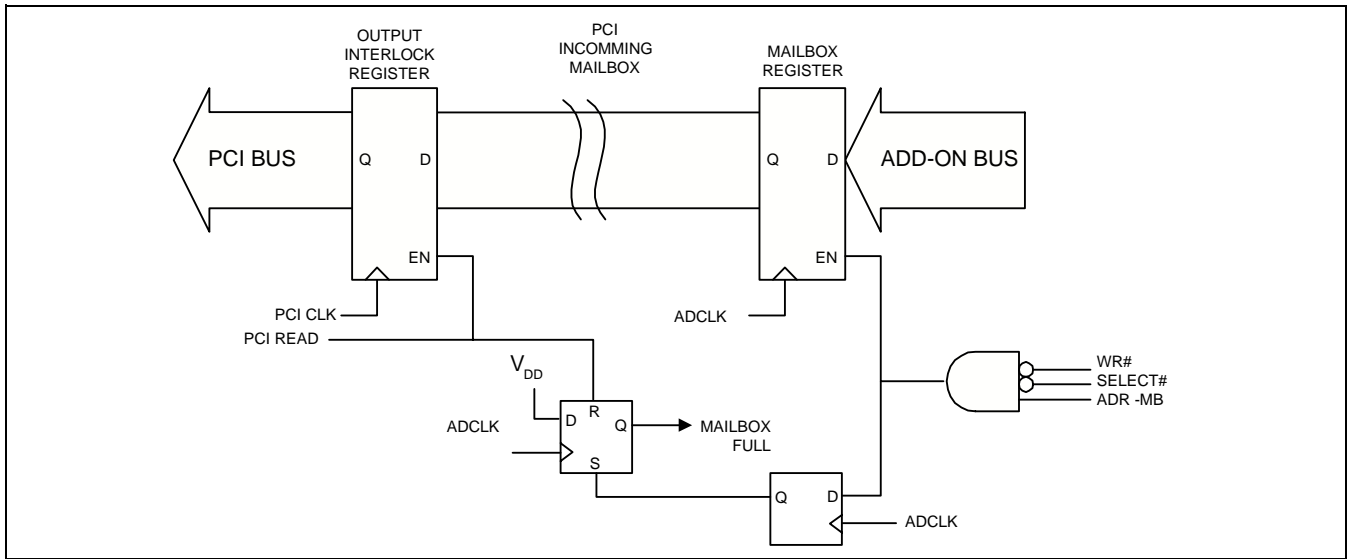 OUTPUT
INTERLOCK
REGISTER
PCI
INCOMMING
MAILBOX
MAILBOX
REGISTER
PCI BUS
Q
D
Q
D
ADD-ON BUS
EN
EN
PCI CLK
ADCLK
PCI READ
WR#
SELECT#
ADR -MB
VDD
ADCLK
D
R
Q
S
MAILBOX
FULL
Q
D
ADCLK